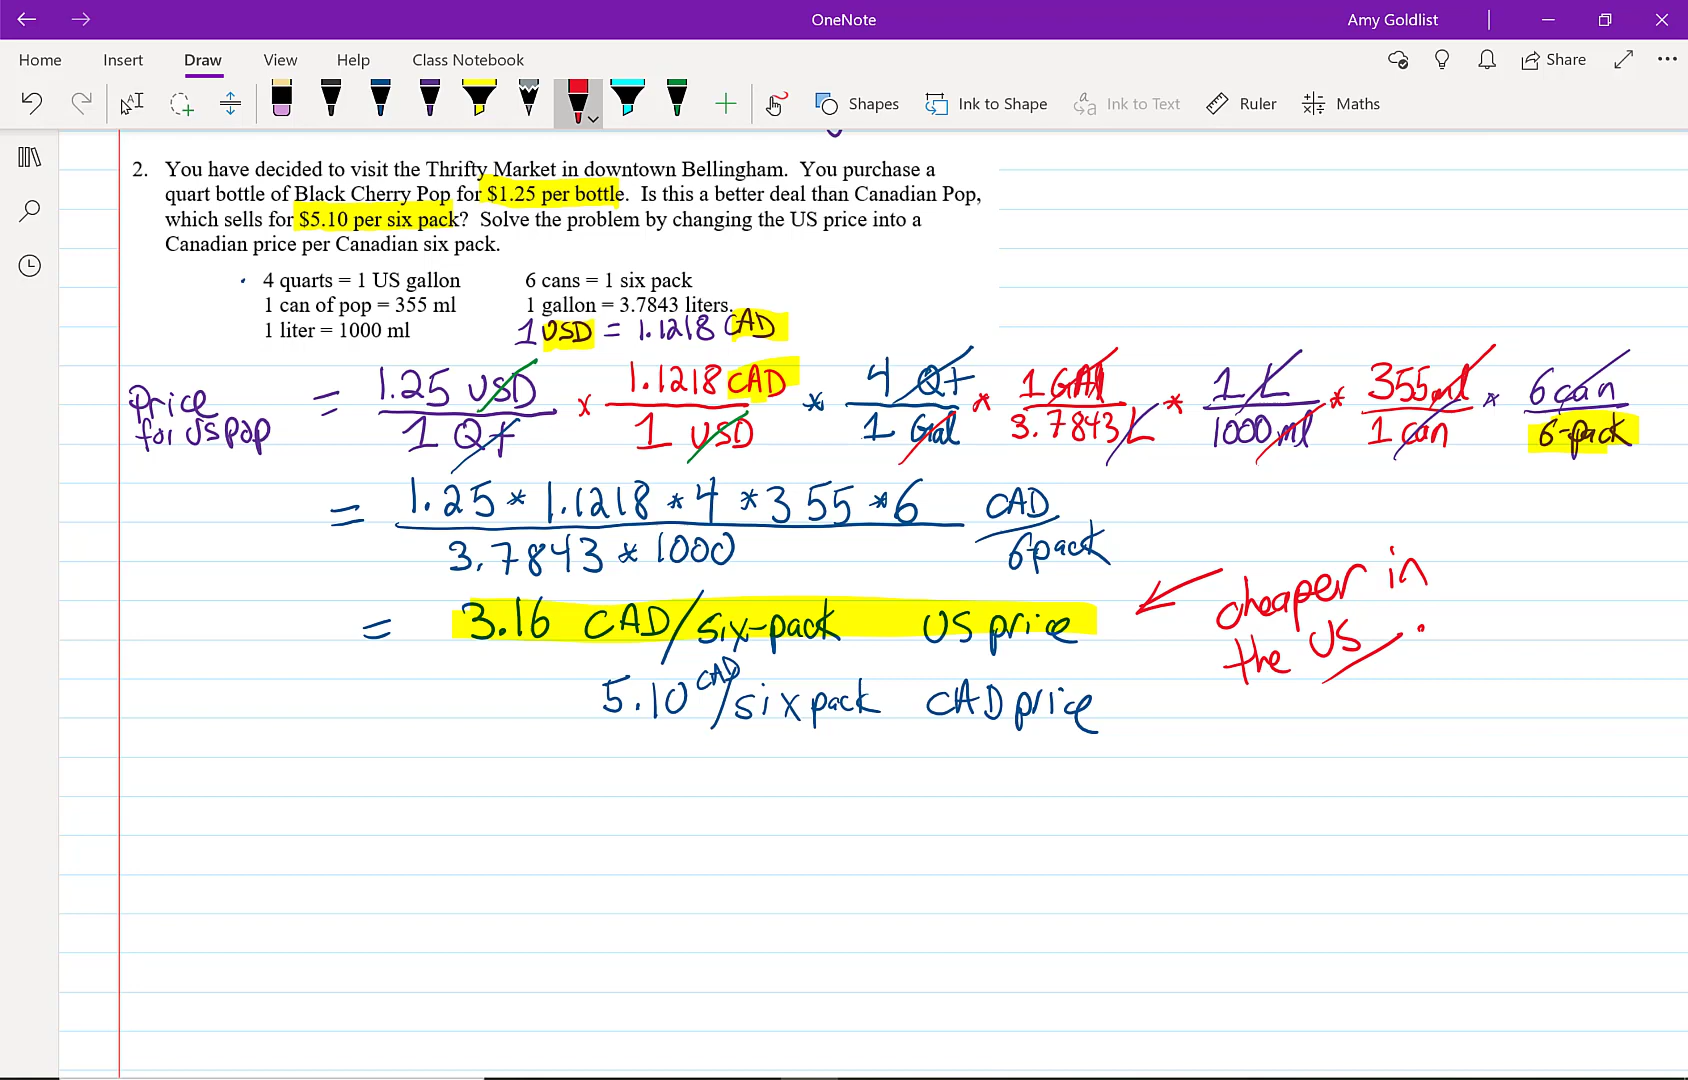 OneNote
Amy Goldlist
Home Insert Draw View Help Class Notebook
Share
Shapes Ink to Shape Ink to Text Ruler Maths
2. You have decided to visit the Thrifty Market in downtown Bellingham. You purchase a
quart bottle of Black Cherry Pop for $1.25 per bottle. Is this a better deal than Canadian Pop,
which sells for $5.10 per six pack? Solve the problem by changing the US price into a
Canadian price per Canadian six pack.
4 quarts = 1 US gallon 6 cans = 1 six pack
1 can of pop = 355 ml 1 gallon = 3.7843 liters.
1 liter = 1000 ml 1 USD = 1.1218 CAD
Price for US pop = 1.25 USD / 1 Qt × 1.1218 CAD / 1 USD * 4 Qt / 1 Gal * 1 GAl / 3.7843 L * 1 L / 1000 ml * 355 ml / 1 can * 6 can / 6-pack
= 1.25 * 1.1218 * 4 * 355 * 6 / 3.7843 * 1000 CAD / 6pack
= 3.16 CAD/six-pack US price
5.10 CAD/six pack CAD price
cheaper in
the US.